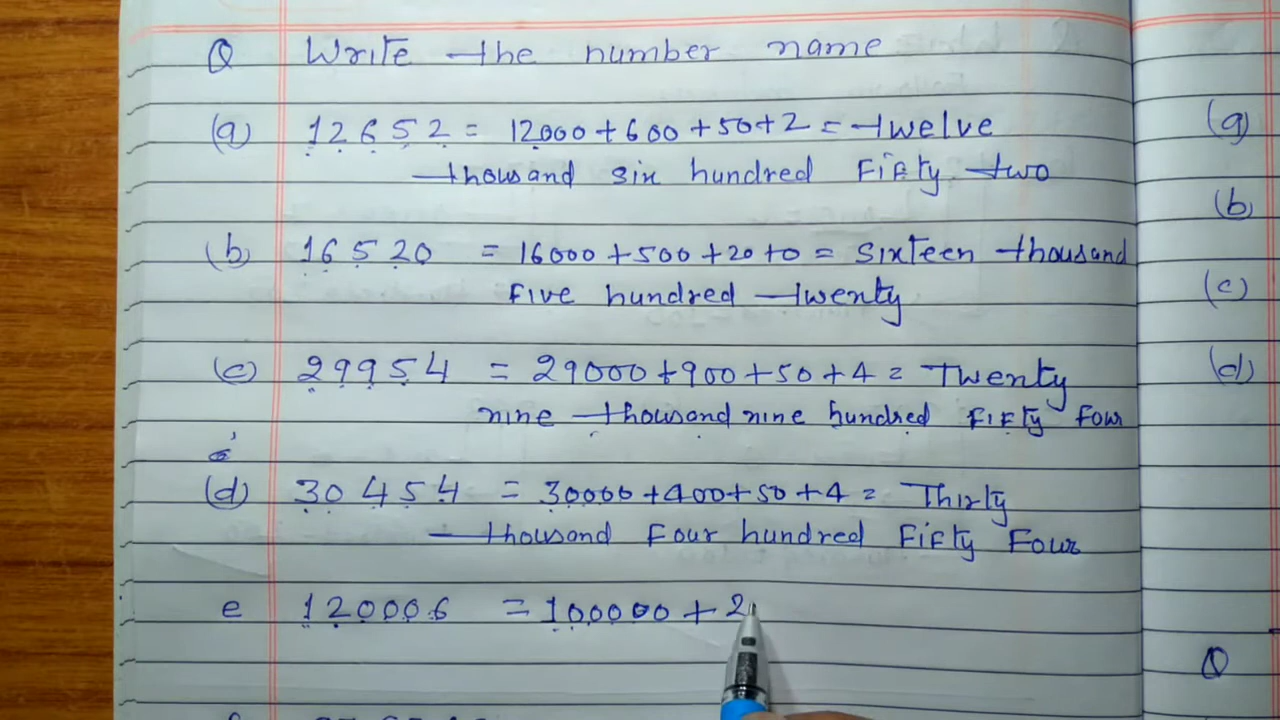 Q Write the number name
(a) 12652 = 12000+600+50+2 = twelve
thousand six hundred Fifty two
(b) 16520 = 16000+500+20+0 = Sixteen thousand
Five hundred twenty
(c) 29954 = 29000+900+50+4 = Twenty
nine thousand nine hundred Fifty Four
(d) 30454 = 30000+400+50+4 = Thirty
thousand Four hundred Fifty Four
e 120006 = 100000 + 2
(a)
(b)
(c)
(d)
Q